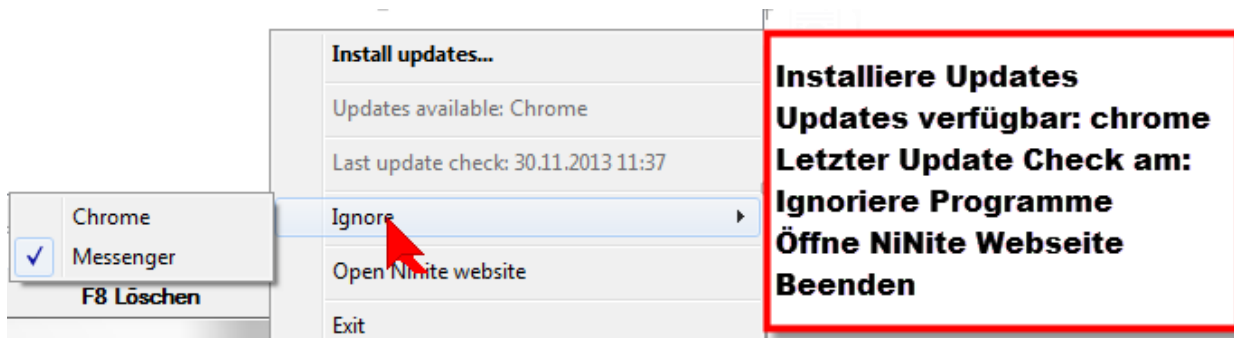 Install updates...
Updates available: Chrome
Last update check: 30.11.2013 11:37
Ignore
Open Ninite website
Exit
Chrome
Messenger
F8 Löschen
Installiere Updates
Updates verfügbar: chrome
Letzter Update Check am:
Ignoriere Programme
Öffne NiNite Webseite
Beenden